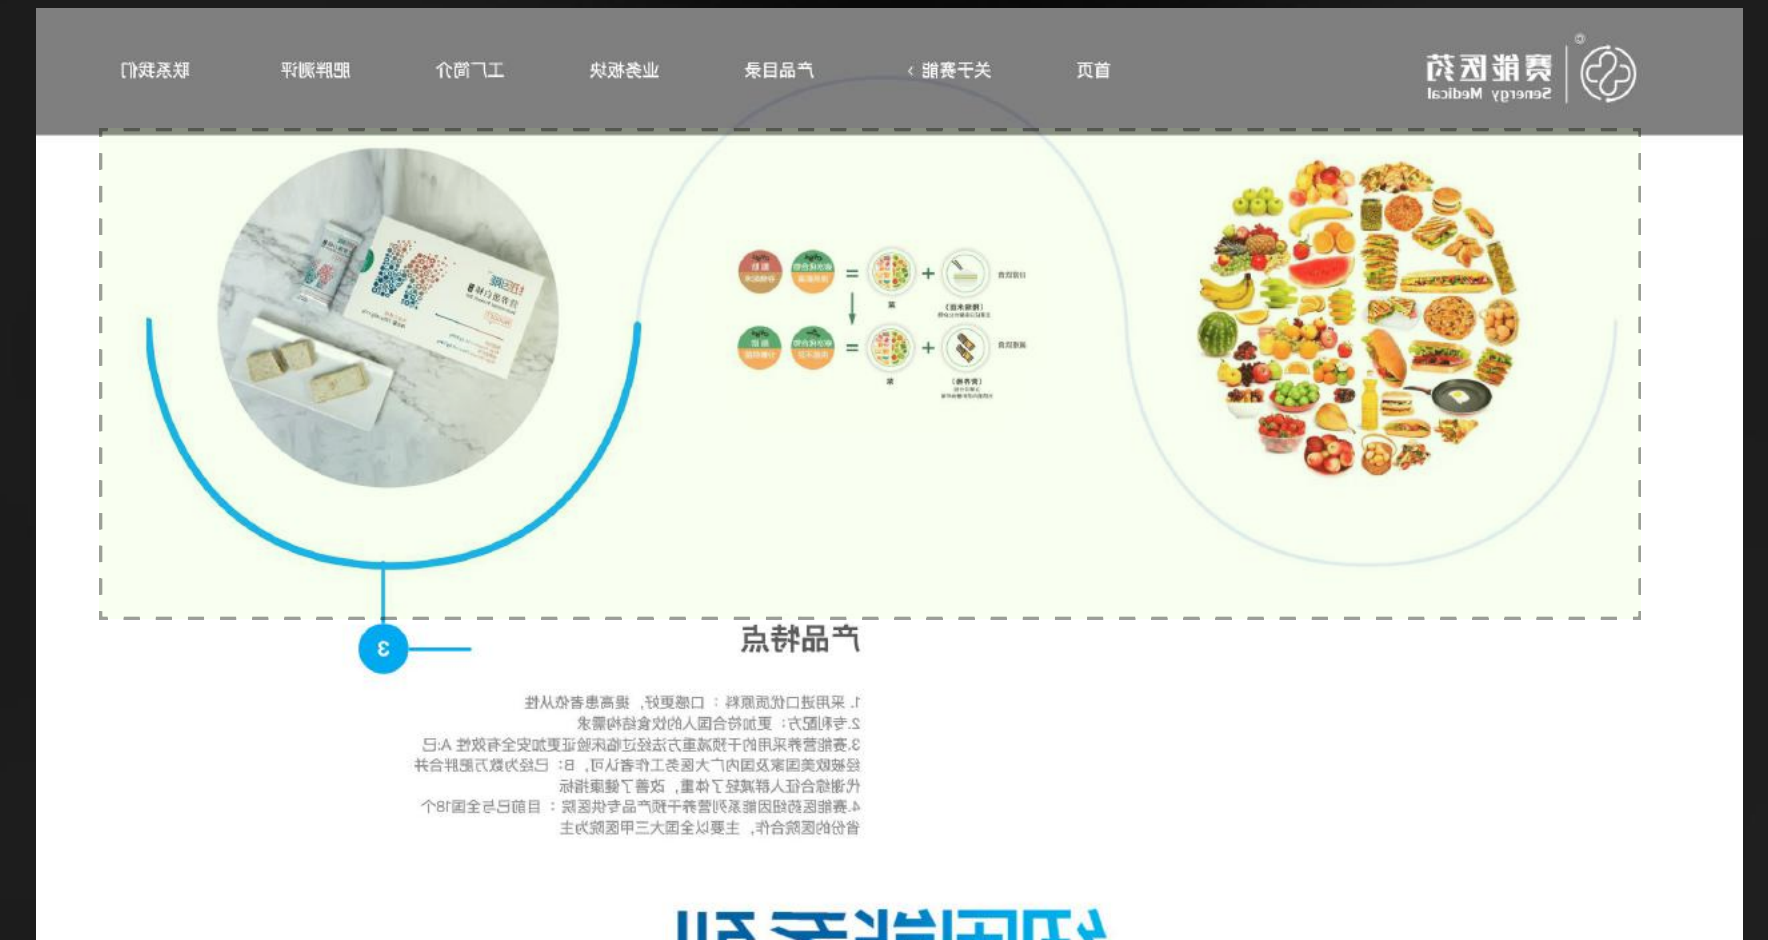 赛能医药
Senergy Medical
首页
关于赛能
产品目录
业务板块
工厂简介
肥胖测评
联系我们
3
产品特点
1. 采用进口优质原料 ：口感更好，提高患者依从性
2.专利配方：更加符合国人的饮食结构需求
3.赛能营养采用的干预减重方法经过临床验证更加安全有效性 A:已
经被欧美国家及国内广大医务工作者认可，B：已经为数万肥胖合并
代谢综合征人群减轻了体重，改善了健康指标
4.赛能医药纽因能系列营养干预产品专供医院 ：目前已与全国18个
省份的医院合作，主要以全国大三甲医院为主
纽因能系列